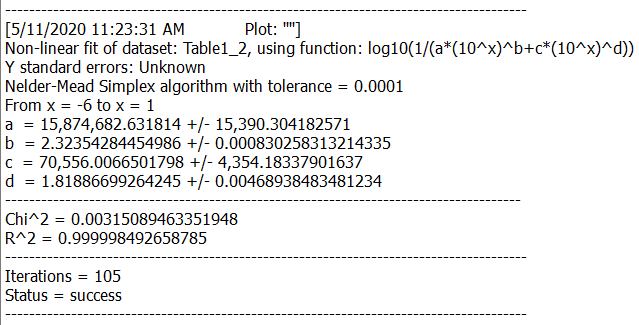 --------------------------------------------------------------------------------------
[5/11/2020 11:23:31 AM Plot: ""]
Non-linear fit of dataset: Table1_2, using function: log10(1/(a*(10^x)^b+c*(10^x)^d))
Y standard errors: Unknown
Nelder-Mead Simplex algorithm with tolerance = 0.0001
From x = -6 to x = 1
a = 15,874,682.631814 +/- 15,390.304182571
b = 2.32354284454986 +/- 0.000830258313214335
c = 70,556.0066501798 +/- 4,354.18337901637
d = 1.81886699264245 +/- 0.00468938483481234
--------------------------------------------------------------------------------------
Chi^2 = 0.00315089463351948
R^2 = 0.999998492658785
---------------------------------------------------------------------------------------
Iterations = 105
Status = success
---------------------------------------------------------------------------------------